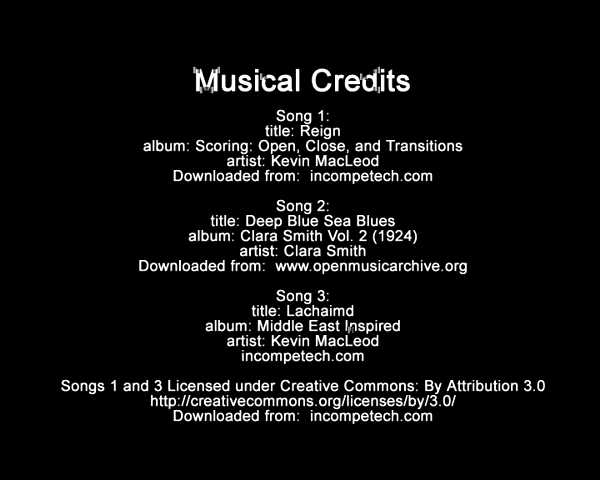 Musical Credits
Song 1:
title: Reign
album: Scoring: Open, Close, and Transitions
artist: Kevin MacLeod
Downloaded from:  incompetech.com
Song 2:
title: Deep Blue Sea Blues
album: Clara Smith Vol. 2 (1924)
artist: Clara Smith
Downloaded from:  www.openmusicarchive.org
Song 3:
title: Lachaimd
album: Middle East Inspired
artist: Kevin MacLeod
incompetech.com
Songs 1 and 3 Licensed under Creative Commons: By Attribution 3.0
http://creativecommons.org/licenses/by/3.0/
Downloaded from:  incompetech.com